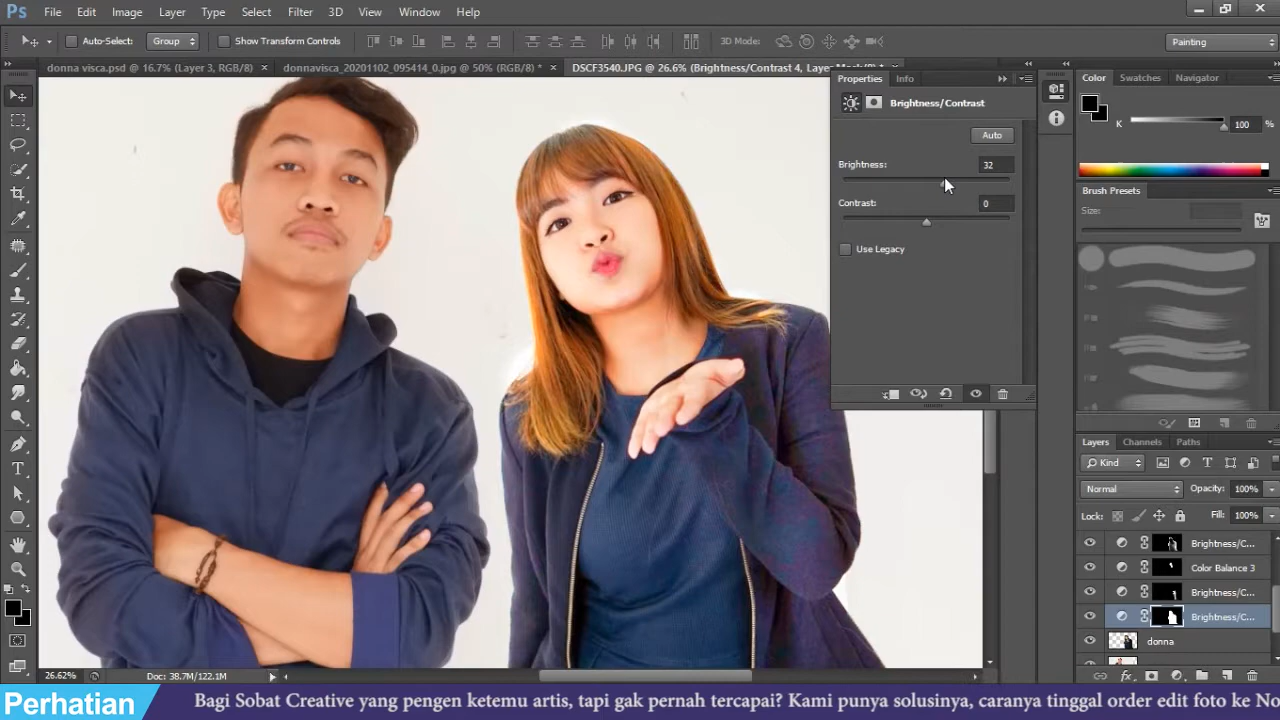 Ps File Edit Image Layer Type Select Filter 3D View Window Help
Auto-Select: Group Show Transform Controls 3D Mode: Painting
donna visca.psd @ 16.7% (Layer 3, RGB/8) × donnavisca_20201102_095414_0.jpg @ 50% (RGB/8) * × DSCF3540.JPG @ 26.6% (Brightness/Contrast 4, Layer Mask/8) *
Properties Info
Brightness/Contrast
Auto
Brightness: 32
Contrast: 0
Use Legacy
Color Swatches Navigator
K 100 %
Brush Presets
Size:
Layers Channels Paths
Kind
Normal Opacity: 100%
Lock: Fill: 100%
Brightness/C...
Color Balance 3
Brightness/C...
Brightness/C...
donna
26.62% Doc: 38.7M/122.1M
Perhatian
Bagi Sobat Creative yang pengen ketemu artis, tapi gak pernah tercapai? Kami punya solusinya, caranya tinggal order edit foto ke No